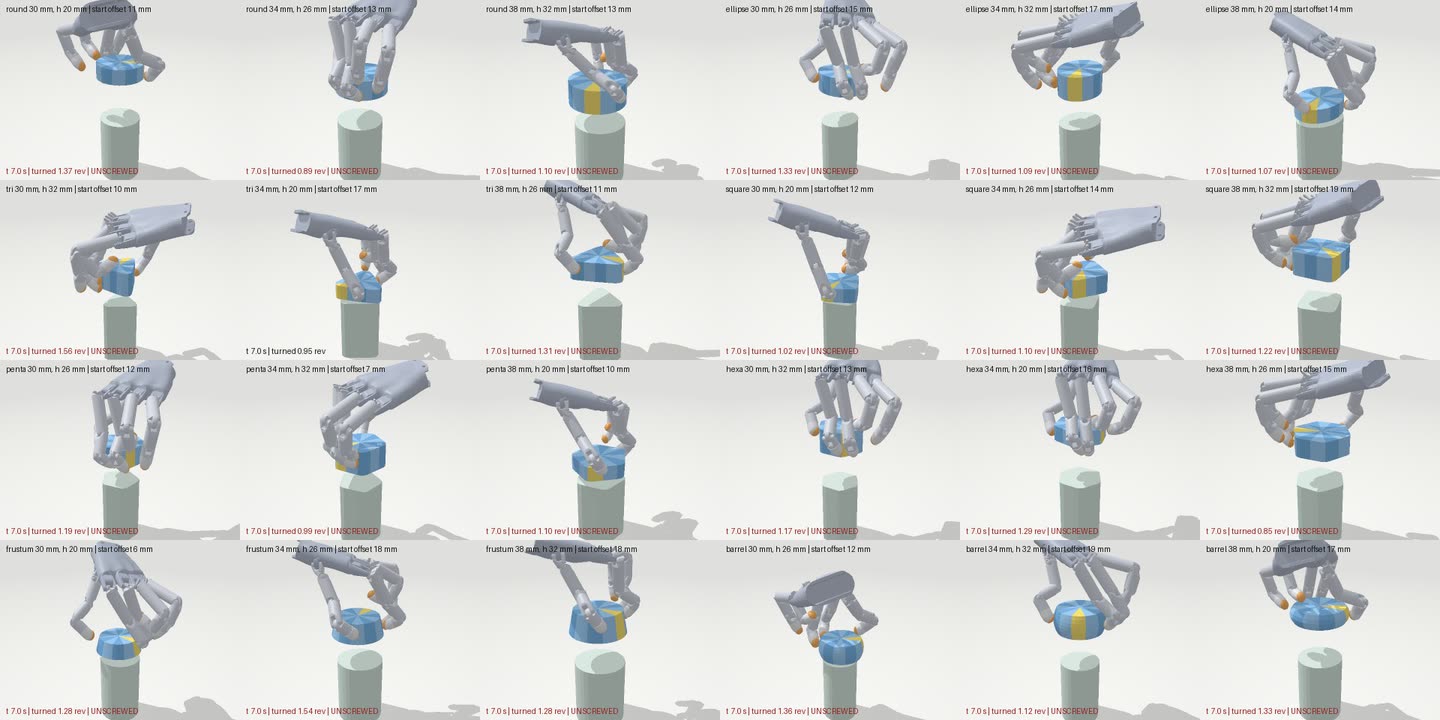 round 30 mm, h 20 mm | start offset 11 mm
round 34 mm, h 26 mm | start offset 13 mm
round 38 mm, h 32 mm | start offset 13 mm
ellipse 30 mm, h 26 mm | start offset 15 mm
ellipse 34 mm, h 32 mm | start offset 17 mm
ellipse 38 mm, h 20 mm | start offset 14 mm
t 7.0 s | turned 1.37 rev | UNSCREWED
t 7.0 s | turned 0.89 rev | UNSCREWED
t 7.0 s | turned 1.10 rev | UNSCREWED
t 7.0 s | turned 1.33 rev | UNSCREWED
t 7.0 s | turned 1.09 rev | UNSCREWED
t 7.0 s | turned 1.07 rev | UNSCREWED
tri 30 mm, h 32 mm | start offset 10 mm
tri 34 mm, h 20 mm | start offset 17 mm
tri 38 mm, h 26 mm | start offset 11 mm
square 30 mm, h 20 mm | start offset 12 mm
square 34 mm, h 26 mm | start offset 14 mm
square 38 mm, h 32 mm | start offset 19 mm
t 7.0 s | turned 1.56 rev | UNSCREWED
t 7.0 s | turned 0.95 rev
t 7.0 s | turned 1.31 rev | UNSCREWED
t 7.0 s | turned 1.02 rev | UNSCREWED
t 7.0 s | turned 1.10 rev | UNSCREWED
t 7.0 s | turned 1.22 rev | UNSCREWED
penta 30 mm, h 26 mm | start offset 12 mm
penta 34 mm, h 32 mm | start offset 7 mm
penta 38 mm, h 20 mm | start offset 10 mm
hexa 30 mm, h 32 mm | start offset 13 mm
hexa 34 mm, h 20 mm | start offset 16 mm
hexa 38 mm, h 26 mm | start offset 15 mm
t 7.0 s | turned 1.19 rev | UNSCREWED
t 7.0 s | turned 0.99 rev | UNSCREWED
t 7.0 s | turned 1.10 rev | UNSCREWED
t 7.0 s | turned 1.17 rev | UNSCREWED
t 7.0 s | turned 1.29 rev | UNSCREWED
t 7.0 s | turned 0.85 rev | UNSCREWED
frustum 30 mm, h 20 mm | start offset 6 mm
frustum 34 mm, h 26 mm | start offset 18 mm
frustum 38 mm, h 32 mm | start offset 18 mm
barrel 30 mm, h 26 mm | start offset 12 mm
barrel 34 mm, h 32 mm | start offset 19 mm
barrel 38 mm, h 20 mm | start offset 17 mm
t 7.0 s | turned 1.28 rev | UNSCREWED
t 7.0 s | turned 1.54 rev | UNSCREWED
t 7.0 s | turned 1.28 rev | UNSCREWED
t 7.0 s | turned 1.36 rev | UNSCREWED
t 7.0 s | turned 1.12 rev | UNSCREWED
t 7.0 s | turned 1.33 rev | UNSCREWED